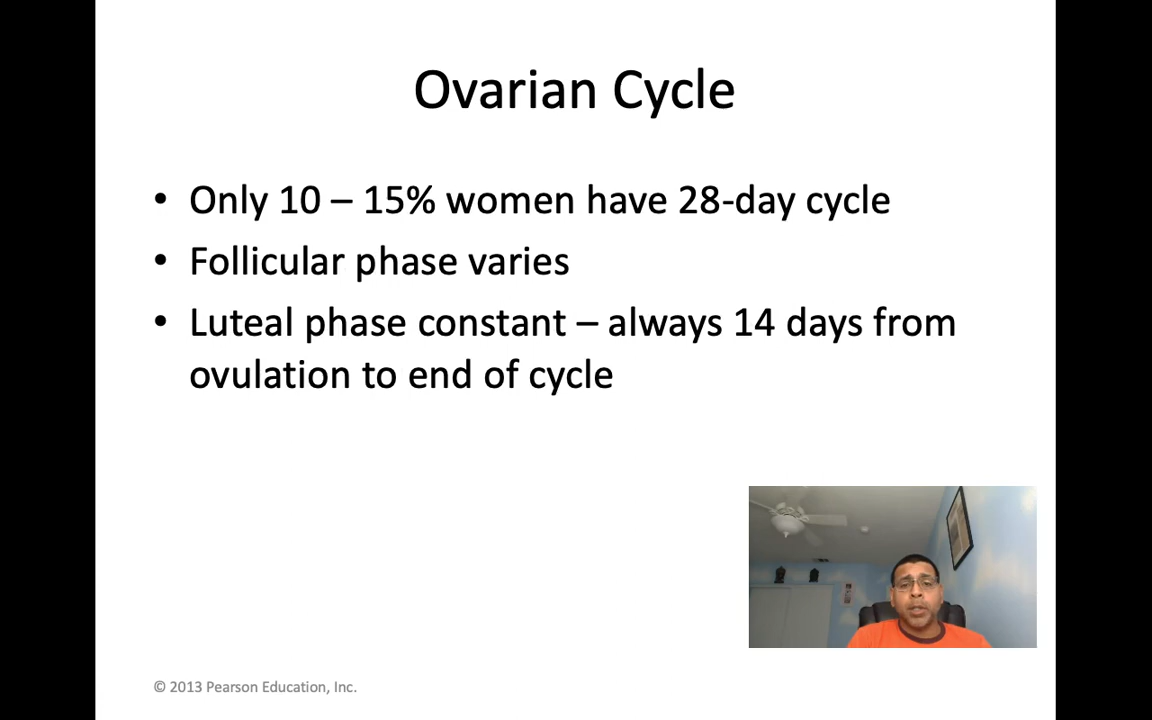 Ovarian Cycle
• Only 10 – 15% women have 28-day cycle
• Follicular phase varies
• Luteal phase constant – always 14 days from
ovulation to end of cycle
© 2013 Pearson Education, Inc.